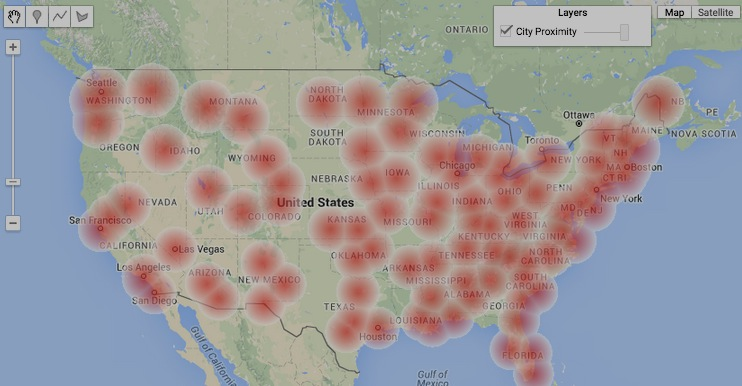 Layers
City Proximity
Map
Satellite
ONTARIO
Seattle
WASHINGTON
MONTANA
NORTH
DAKOTA
MINNESOTA
Ottawa
NB
PE
MAINE
NOVA SCOTIA
VT
NH
OREGON
IDAHO
SOUTH
DAKOTA
WISCONSIN
MICHIGAN
Toronto
WYOMING
Chicago
NEW YORK
MA
Boston
CT
RI
NEBRASKA
IOWA
ILLINOIS
INDIANA
OHIO
PENN
New York
NEVADA
UTAH
United States
COLORADO
San Francisco
KANSAS
MISSOURI
WEST
VIRGINIA
MD
DE
NJ
KENTUCKY
VIRGINIA
CALIFORNIA
Las Vegas
OKLAHOMA
TENNESSEE
NORTH
CAROLINA
Los Angeles
ARIZONA
NEW MEXICO
ARKANSAS
MISSISSIPPI
SOUTH
CAROLINA
San Diego
ALABAMA
TEXAS
LOUISIANA
GEORGIA
Houston
Gulf of
California
FLORIDA
Gulf of
Mexico